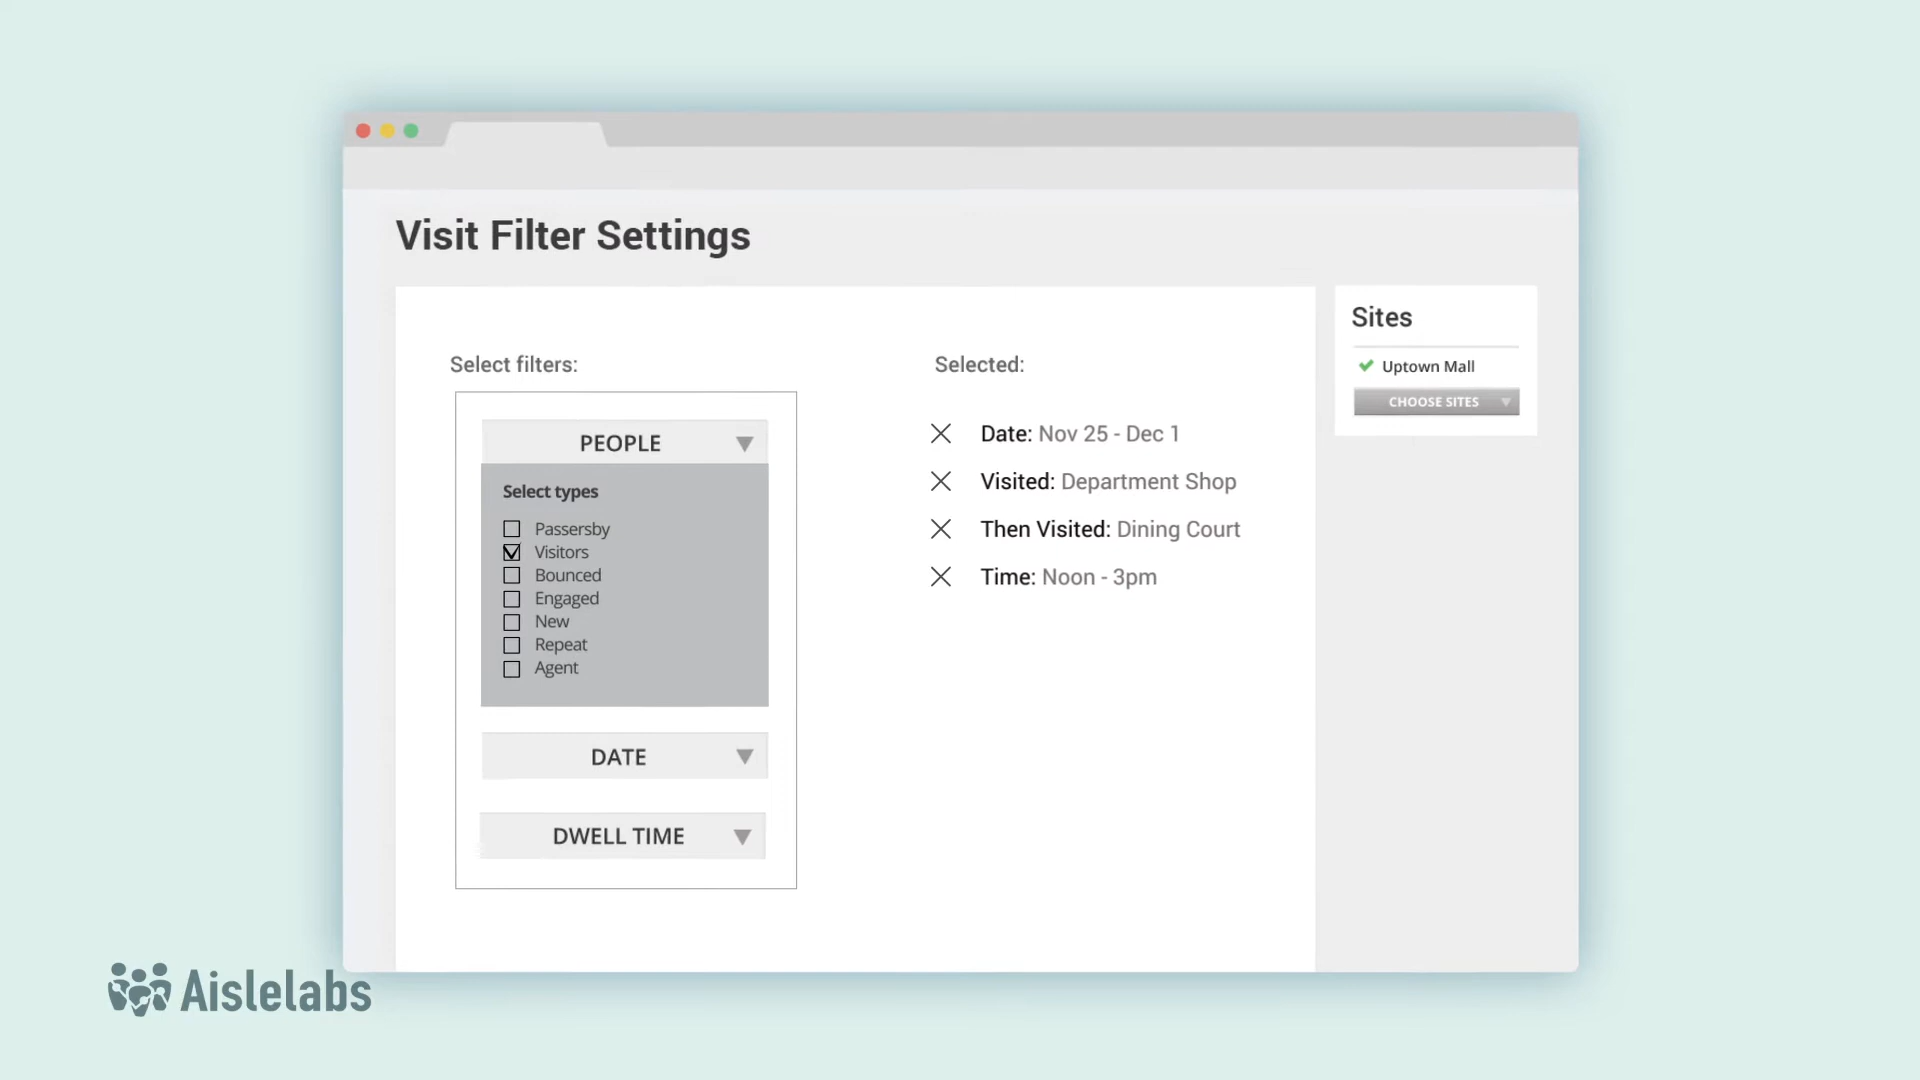 Visit Filter Settings
Select filters:
PEOPLE
Select types
Passersby
Visitors
Bounced
Engaged
New
Repeat
Agent
DATE
DWELL TIME
Selected:
Date: Nov 25 - Dec 1
Visited: Department Shop
Then Visited: Dining Court
Time: Noon - 3pm
Sites
Uptown Mall
CHOOSE SITES
Aislelabs